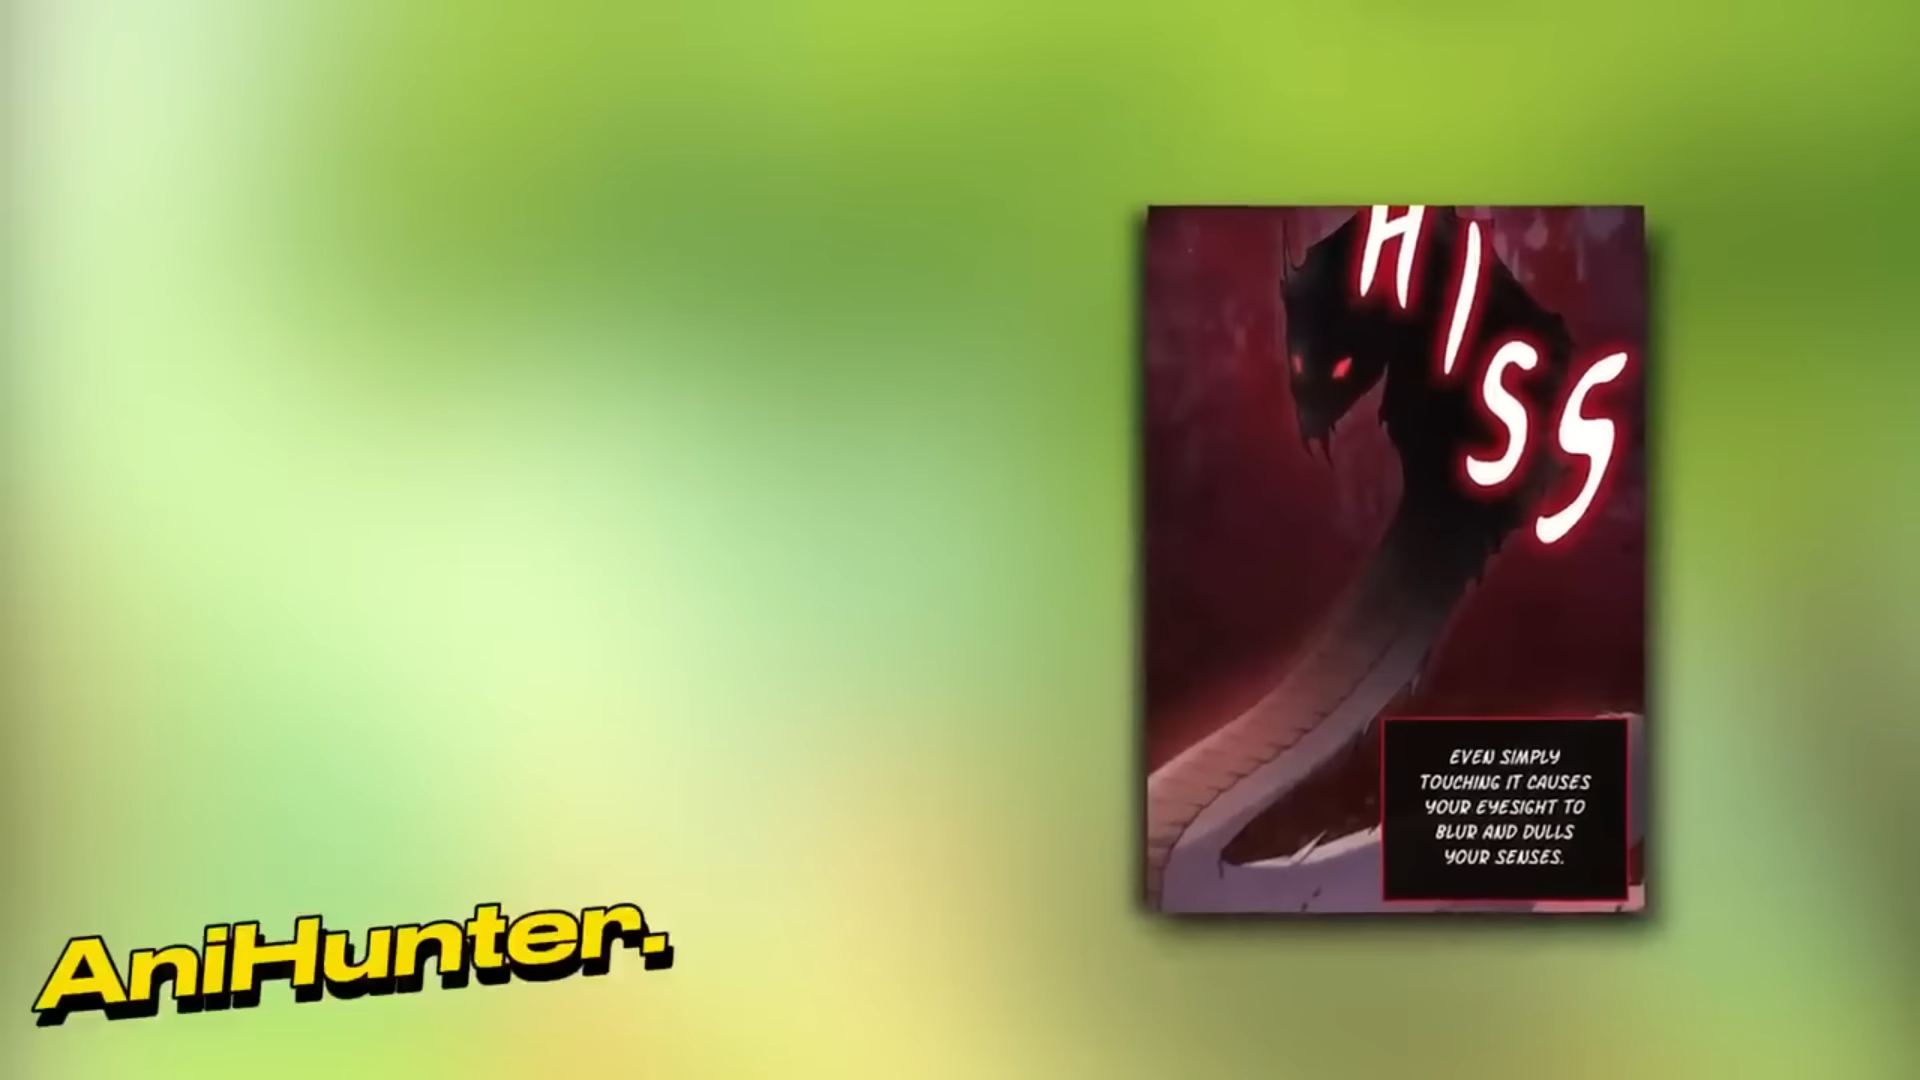 HISS
EVEN SIMPLY
TOUCHING IT CAUSES
YOUR EYESIGHT TO
BLUR AND DULLS
YOUR SENSES.
AniHunter.